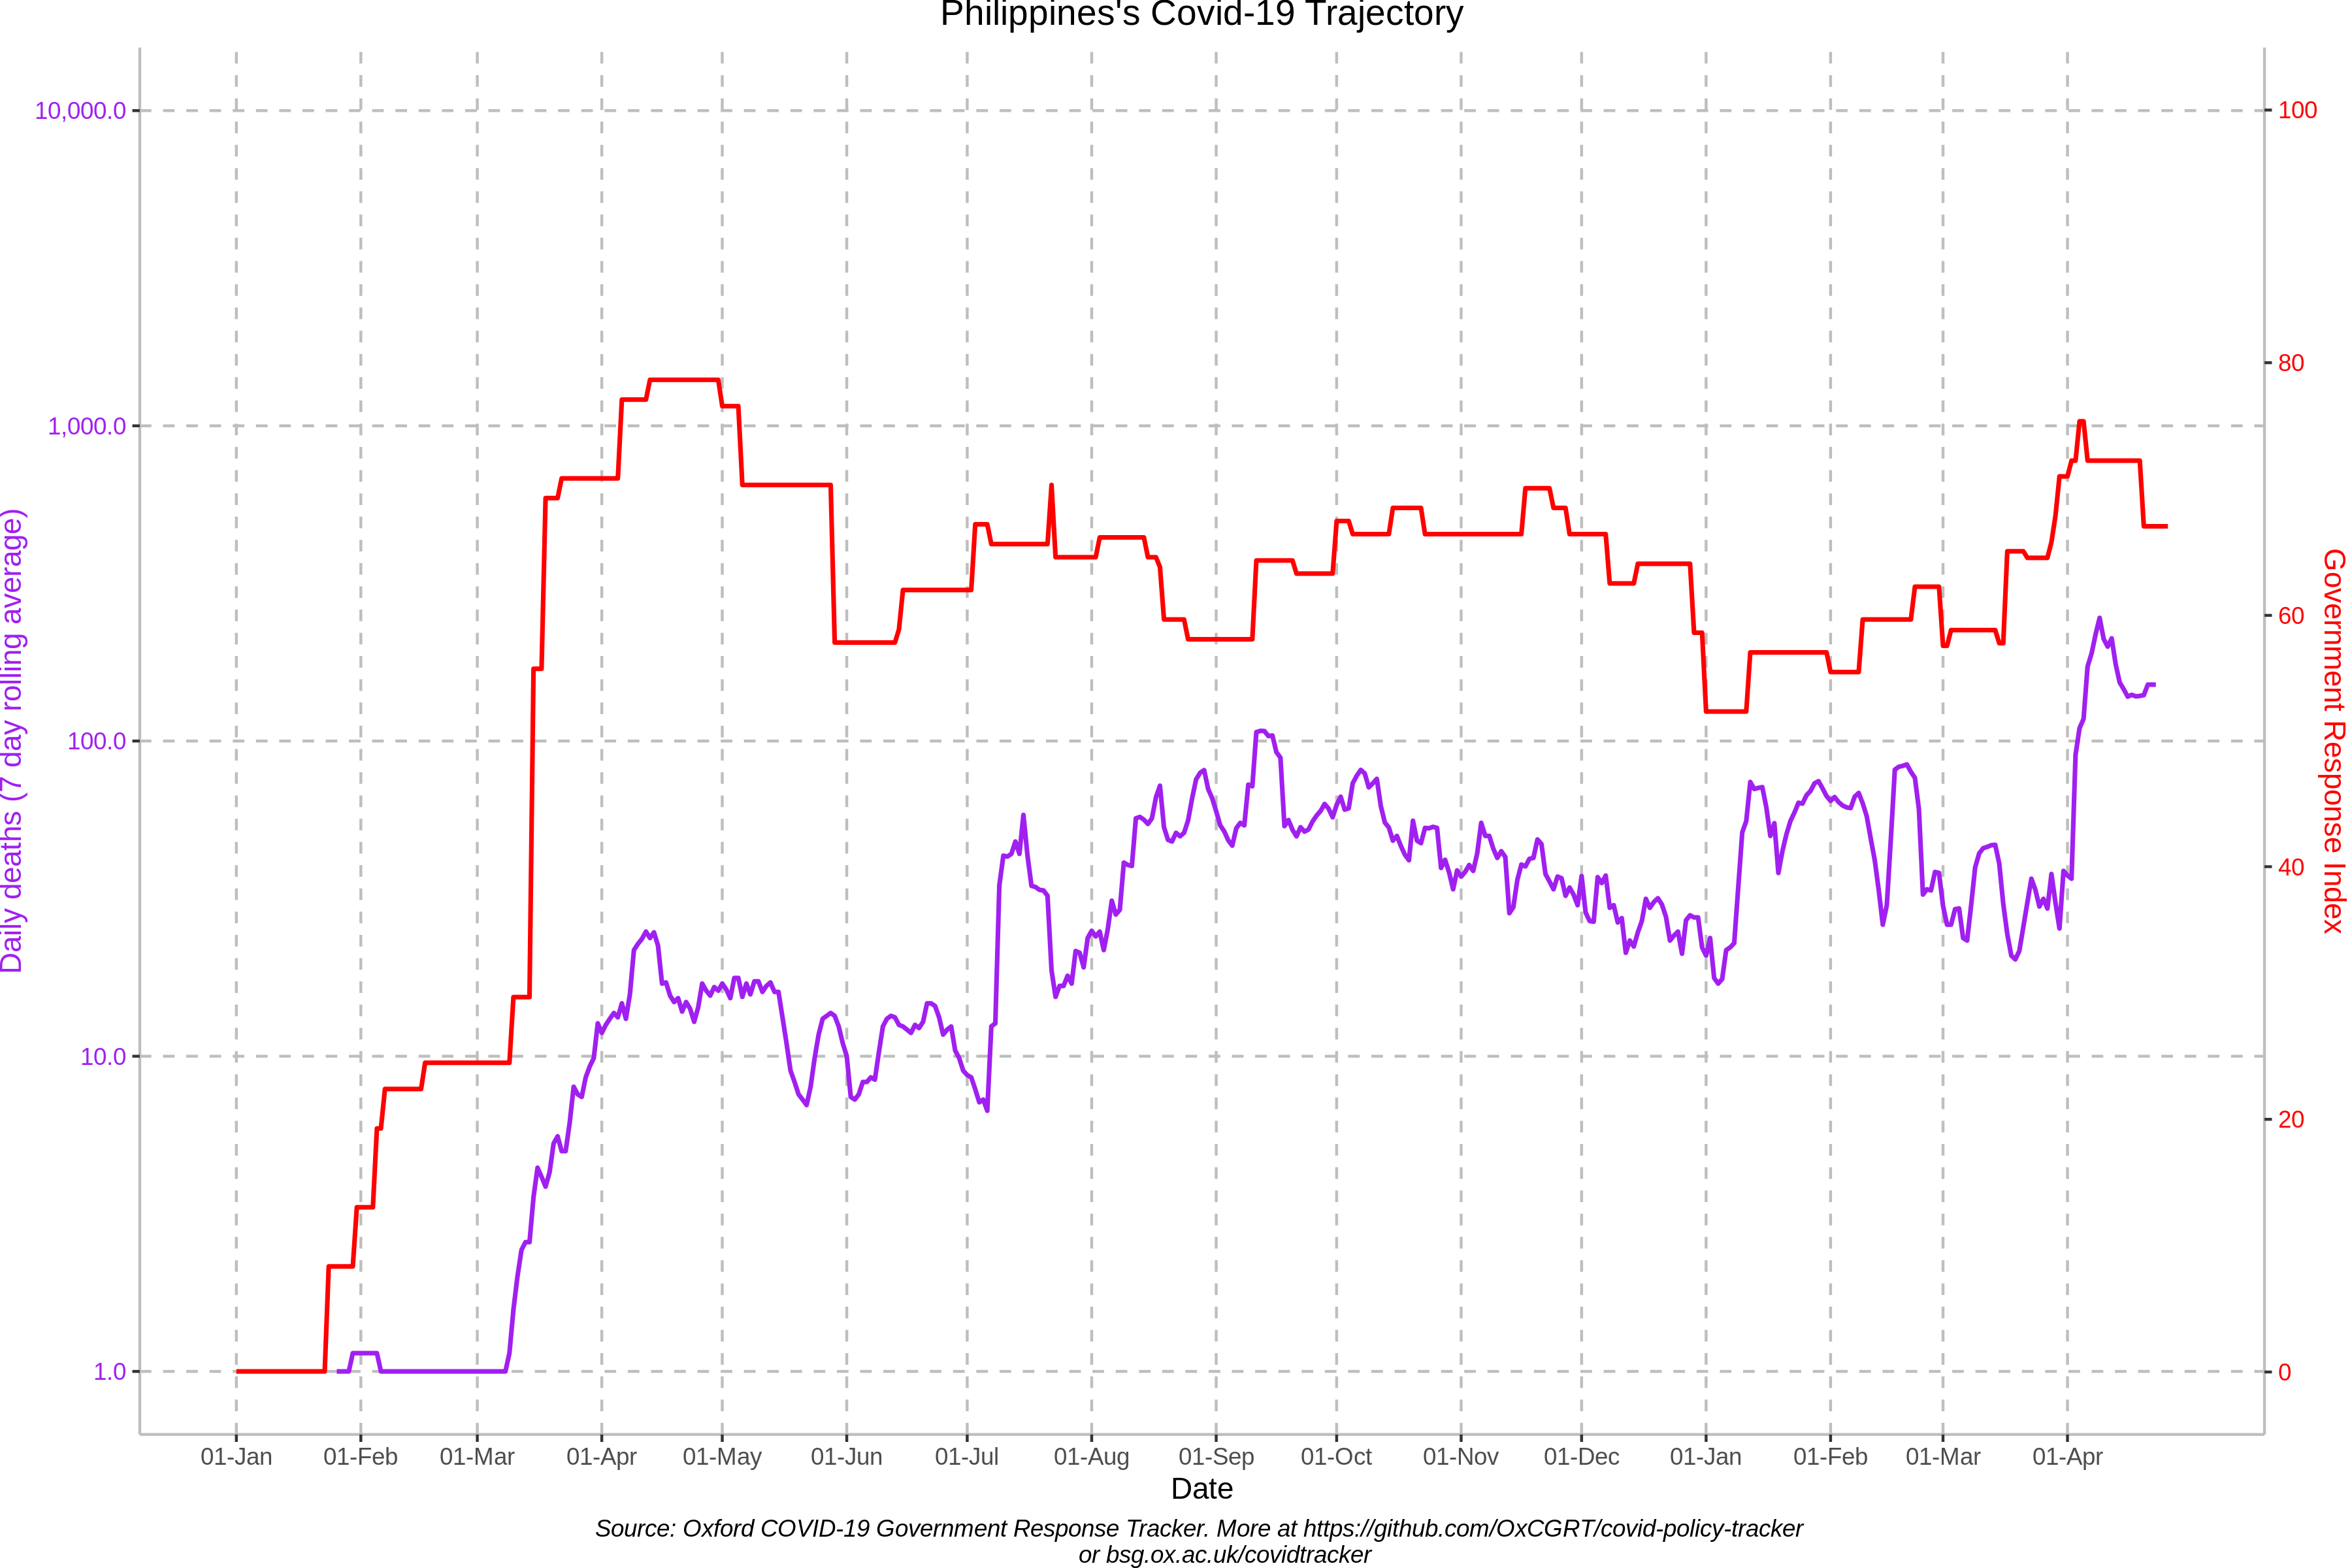 Philippines's Covid-19 Trajectory
Daily deaths (7 day rolling average)
10,000.0
1,000.0
100.0
10.0
1.0
100
80
60
40
20
0
Government Response Index
01-Jan 01-Feb 01-Mar 01-Apr 01-May 01-Jun 01-Jul 01-Aug 01-Sep 01-Oct 01-Nov 01-Dec 01-Jan 01-Feb 01-Mar 01-Apr
Date
Source: Oxford COVID-19 Government Response Tracker. More at https://github.com/OxCGRT/covid-policy-tracker
or bsg.ox.ac.uk/covidtracker